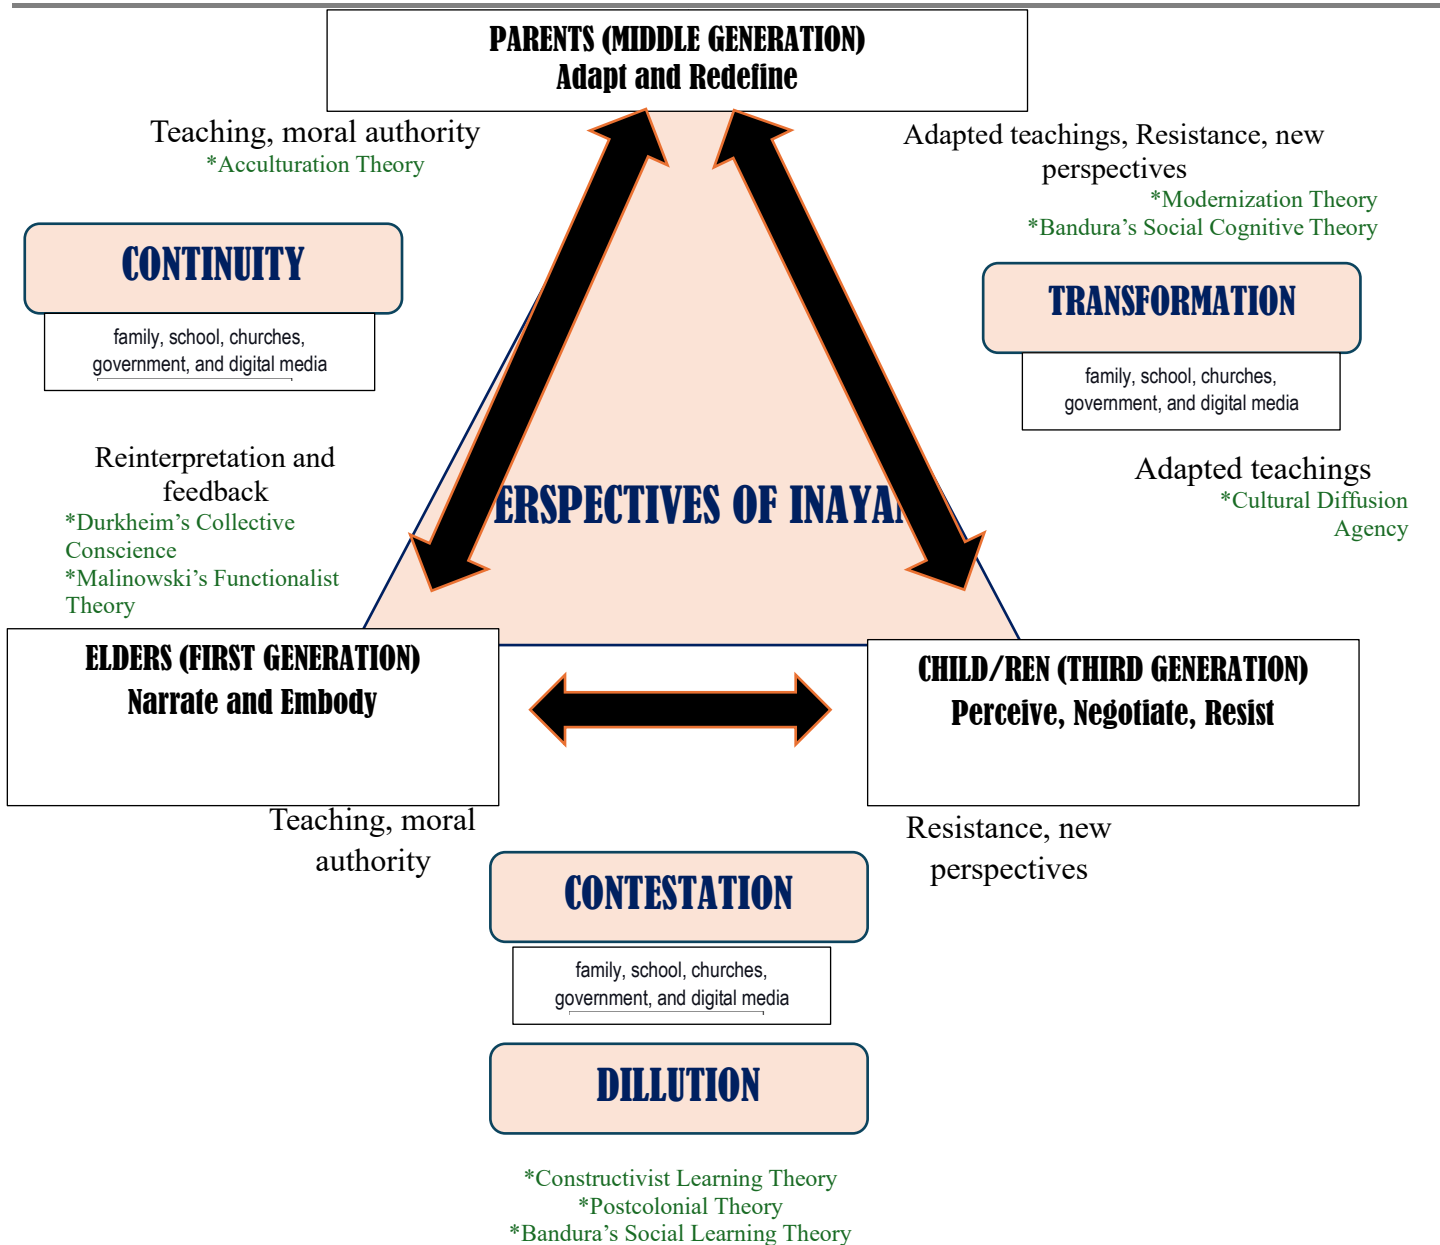 PARENTS (MIDDLE GENERATION)
Adapt and Redefine
Teaching, moral authority
*Acculturation Theory
Adapted teachings, Resistance, new
perspectives
*Modernization Theory
*Bandura's Social Cognitive Theory
CONTINUITY
family, school, churches,
government, and digital media
TRANSFORMATION
family, school, churches,
government, and digital media
Reinterpretation and
feedback
*Durkheim's Collective
Conscience
*Malinowski's Functionalist
Theory
Adapted teachings
*Cultural Diffusion
Agency
ERSPECTIVES OF INAYA
ELDERS (FIRST GENERATION)
Narrate and Embody
CHILD/REN (THIRD GENERATION)
Perceive, Negotiate, Resist
Teaching, moral
authority
Resistance, new
perspectives
CONTESTATION
family, school, churches,
government, and digital media
DILLUTION
*Constructivist Learning Theory
*Postcolonial Theory
*Bandura's Social Learning Theory